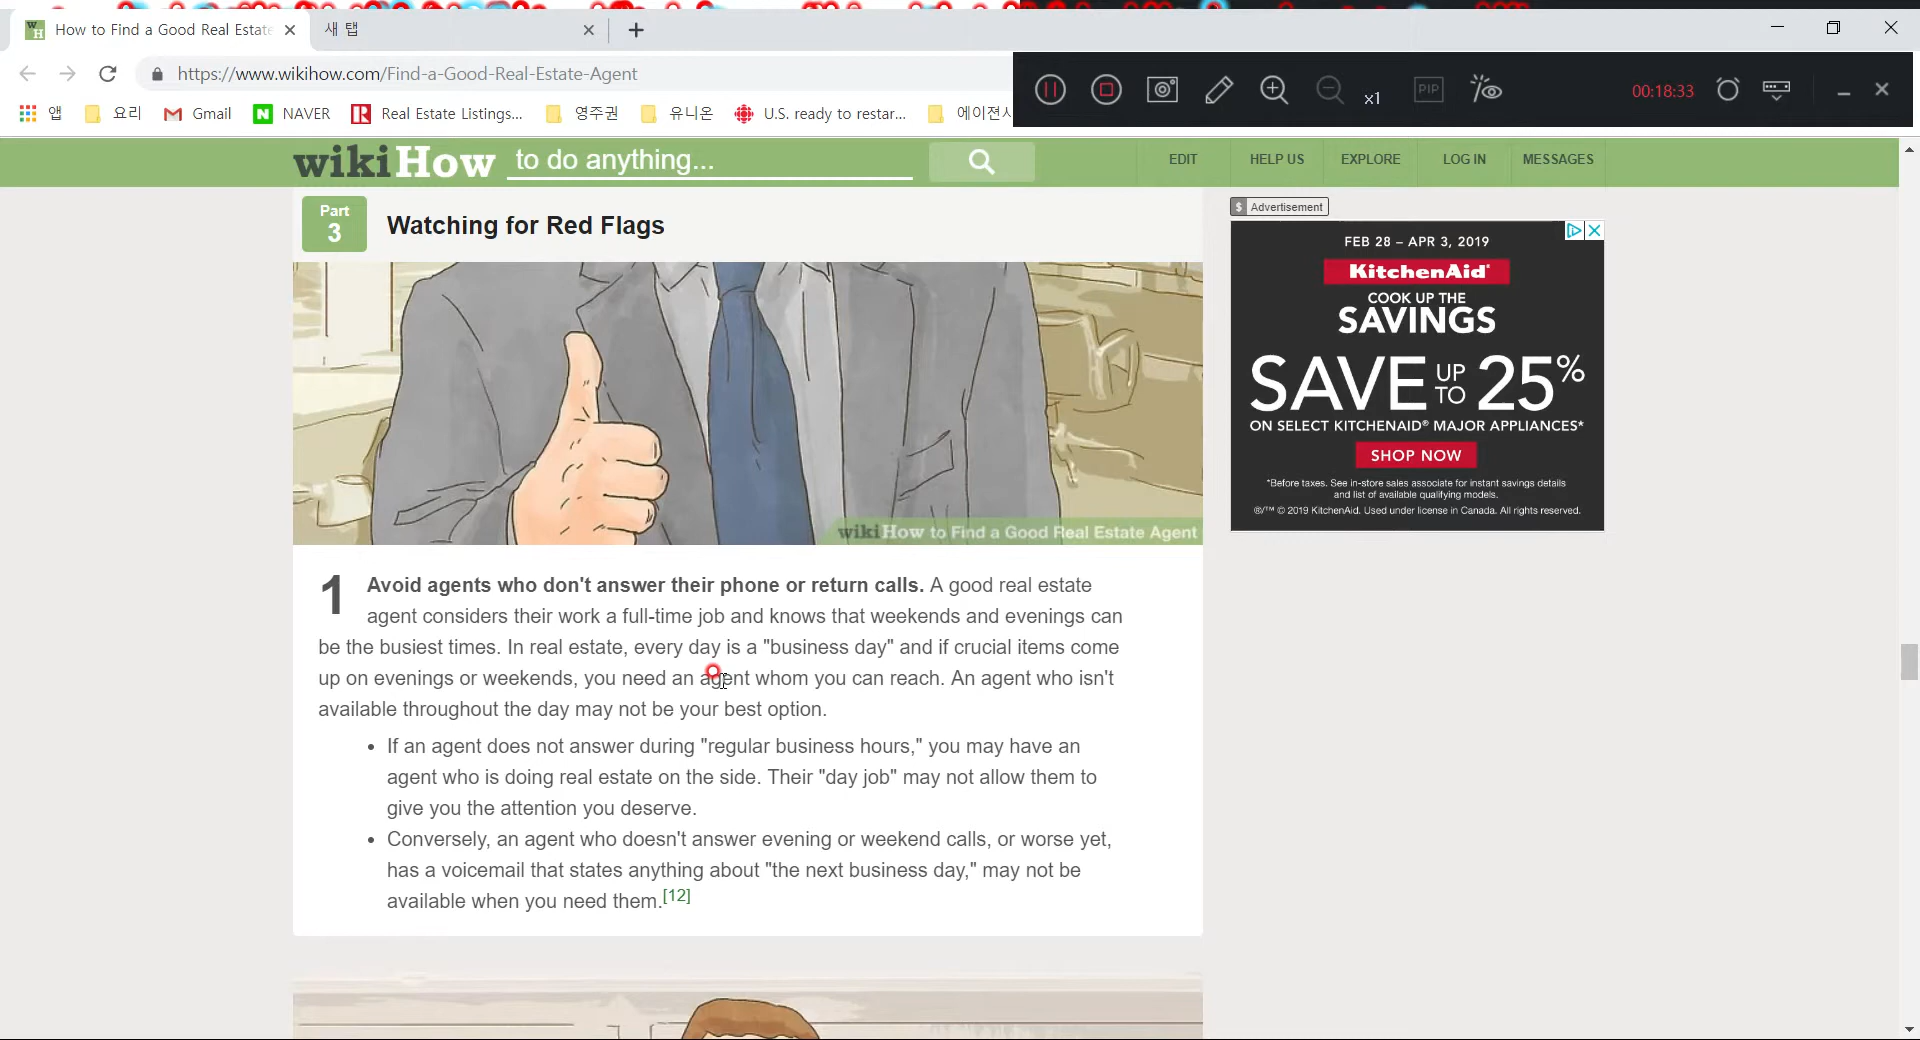 How to Find a Good Real Estate
새 탭
https://www.wikihow.com/Find-a-Good-Real-Estate-Agent
앱
요리
Gmail
NAVER
Real Estate Listings...
영주권
유니온
U.S. ready to restar...
x1
PIP
00:18:33
wikiHow to do anything...
EDIT
HELP US
EXPLORE
LOG IN
MESSAGES
Part
3
Watching for Red Flags
wikiHow to Find a Good Real Estate Agent
1 Avoid agents who don't answer their phone or return calls. A good real estate
agent considers their work a full-time job and knows that weekends and evenings can
be the busiest times. In real estate, every day is a "business day" and if crucial items come
up on evenings or weekends, you need an agent whom you can reach. An agent who isn't
available throughout the day may not be your best option.
• If an agent does not answer during "regular business hours," you may have an
agent who is doing real estate on the side. Their "day job" may not allow them to
give you the attention you deserve.
• Conversely, an agent who doesn't answer evening or weekend calls, or worse yet,
has a voicemail that states anything about "the next business day," may not be
available when you need them.[12]
$ Advertisement
FEB 28 – APR 3, 2019
KitchenAid®
COOK UP THE
SAVINGS
SAVE UP TO 25%
ON SELECT KITCHENAID® MAJOR APPLIANCES*
SHOP NOW
*Before taxes. See in-store sales associate for instant savings details
and list of available qualifying models.
®/™ © 2019 KitchenAid. Used under license in Canada. All rights reserved.